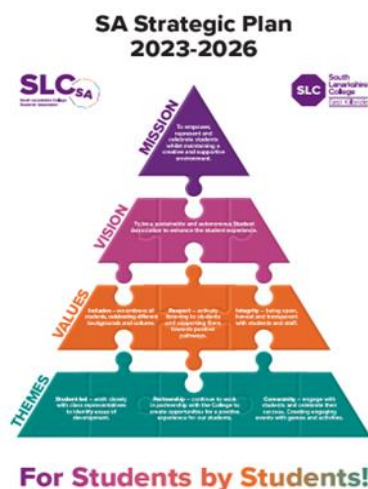 SA Strategic Plan
2023-2026
SLC SA
South Lanarkshire College
Student Association
SLC
South
Lanarkshire
College
East Kilbride
MISSION
To empower,
represent and
celebrate students
whilst maintaining a
creative and supportive
environment.
VISION
To be a sustainable and autonomous Student
Association to enhance the student experience.
VALUES
Inclusive – all
students, celebrating different
backgrounds and cultures.
Respect – actively
listening to students
and supporting them
towards positive
pathways.
Integrity – being open,
honest and transparent
with students and staff.
THEMES
Student-led – work closely
with class representatives
to identify areas of
development.
Partnership – continue to work
in partnership with the College to
create opportunities for a positive
experience for our students.
Community – engage with
students and celebrate their
success. Creating engaging
events with games and activities.
For Students by Students!